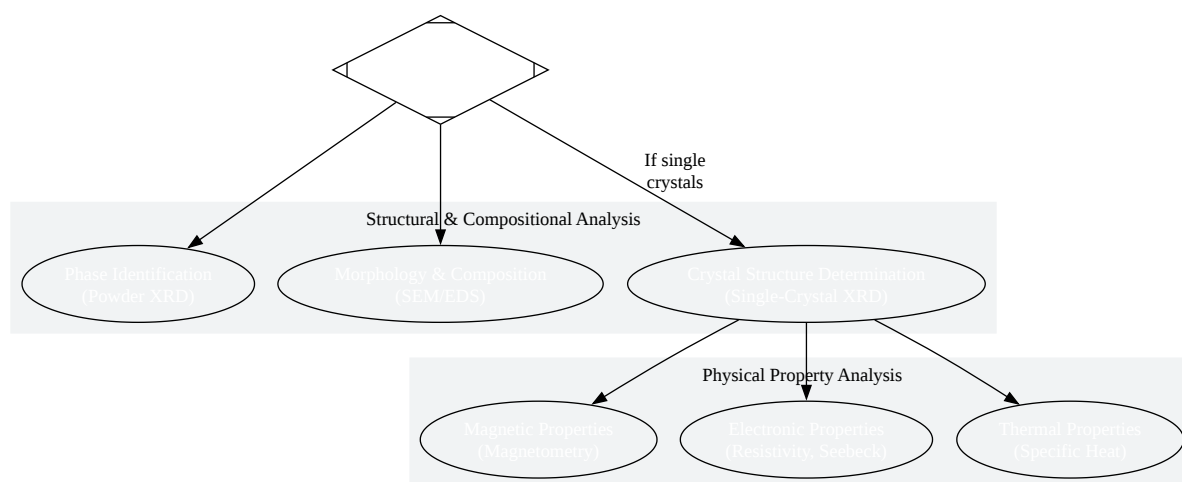 If single
crystals
Structural & Compositional Analysis
Phase Identification
(Powder XRD)
Morphology & Composition
(SEM/EDS)
Crystal Structure Determination
(Single-Crystal XRD)
Physical Property Analysis
Magnetic Properties
(Magnetometry)
Electronic Properties
(Resistivity, Seebeck)
Thermal Properties
(Specific Heat)